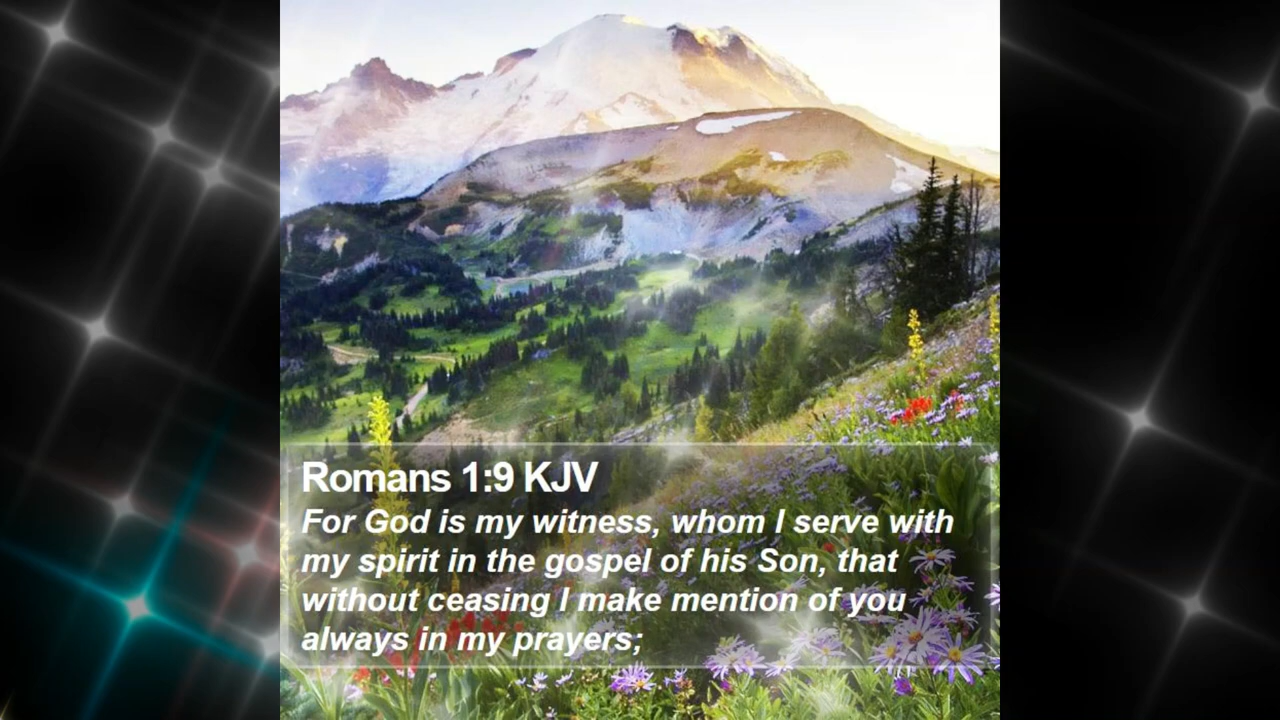 Romans 1:9 KJV
For God is my witness, whom I serve with
my spirit in the gospel of his Son, that
without ceasing I make mention of you
always in my prayers;